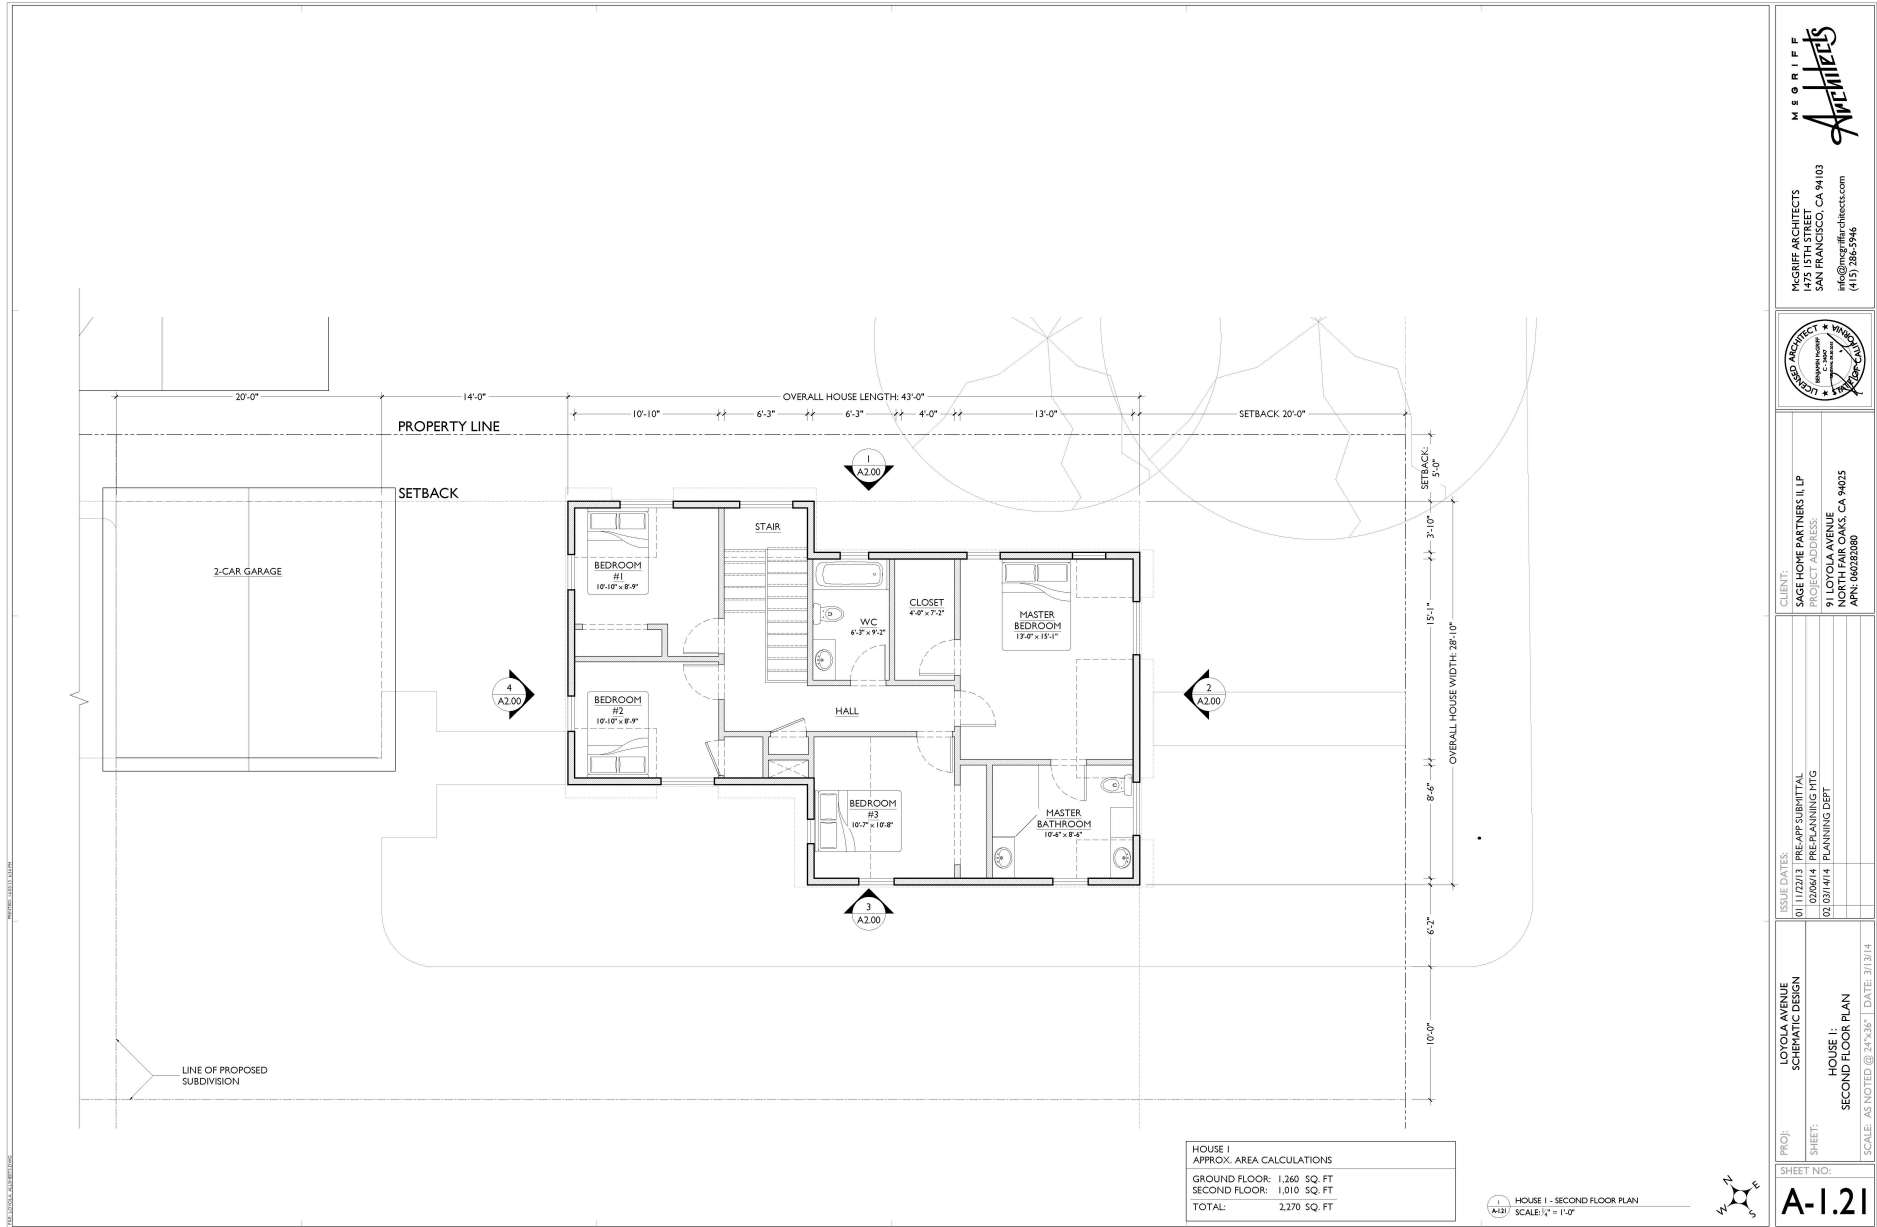 20'-0"
14'-0"
OVERALL HOUSE LENGTH: 43'-0"
10'-10"
6'-3"
6'-3"
4'-0"
13'-0"
SETBACK 20'-0"
PROPERTY LINE
SETBACK
1
A2.00
SETBACK:
5'-0"
3'-10"
15'-1"
OVERALL HOUSE WIDTH: 28'-10"
8'-6"
6'-2"
10'-0"
STAIR
2-CAR GARAGE
BEDROOM
#1
10'-10" x 8'-9"
CLOSET
4'-0" x 7'-2"
WC
6'-3" x 9'-2"
MASTER
BEDROOM
13'-0" x 15'-1"
4
A2.00
BEDROOM
#2
10'-10" x 8'-9"
HALL
2
A2.00
BEDROOM
#3
10'-7" x 10'-8"
MASTER
BATHROOM
10'-6" x 8'-6"
3
A2.00
LINE OF PROPOSED
SUBDIVISION
HOUSE 1
APPROX. AREA CALCULATIONS
GROUND FLOOR: 1,260 SQ. FT
SECOND FLOOR: 1,010 SQ. FT
TOTAL: 2,270 SQ. FT
1
A-1.21
HOUSE 1 - SECOND FLOOR PLAN
SCALE: ¼" = 1'-0"
N
E
S
W
McGRIFF
Architects
McGRIFF ARCHITECTS
1475 15TH STREET
SAN FRANCISCO, CA 94103
info@mcgriffarchitects.com
(415) 286-5946
LICENSED ARCHITECT
BENJAMIN McGRIFF
STATE OF CALIFORNIA
CLIENT:
SAGE HOME PARTNERS II, LP
PROJECT ADDRESS:
91 LOYOLA AVENUE
NORTH FAIR OAKS, CA 94025
APN: 060282080
ISSUE DATES:
01 11/22/13 PRE-APP SUBMITTAL
02/06/14 PRE-PLANNING MTG
02 03/14/14 PLANNING DEPT
PROJ:
LOYOLA AVENUE
SCHEMATIC DESIGN
SHEET:
HOUSE 1:
SECOND FLOOR PLAN
SCALE: AS NOTED @ 24"x36"
DATE: 3/13/14
SHEET NO:
A-1.21